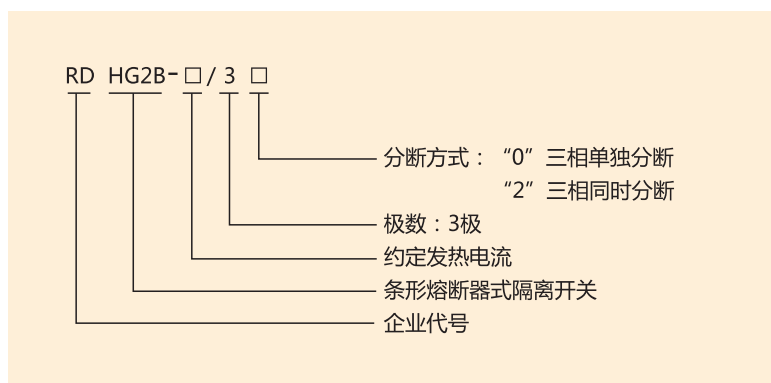 RD HG2B-□/3 □
分断方式：“0”三相单独分断
“2”三相同时分断
极数：3极
约定发热电流
条形熔断器式隔离开关
企业代号